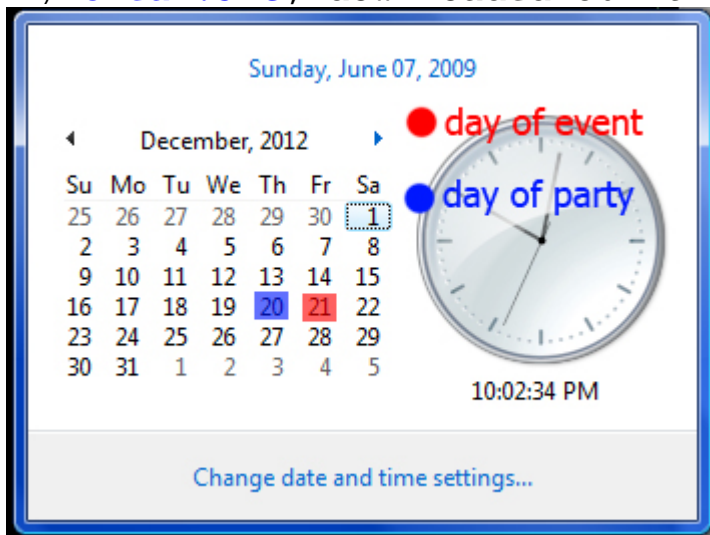 Sunday, June 07, 2009
December, 2012
day of event
Su Mo Tu We Th Fr Sa
day of party
25 26 27 28 29 30 1
2 3 4 5 6 7 8
9 10 11 12 13 14 15
16 17 18 19 20 21 22
23 24 25 26 27 28 29
30 31 1 2 3 4 5
10:02:34 PM
Change date and time settings...